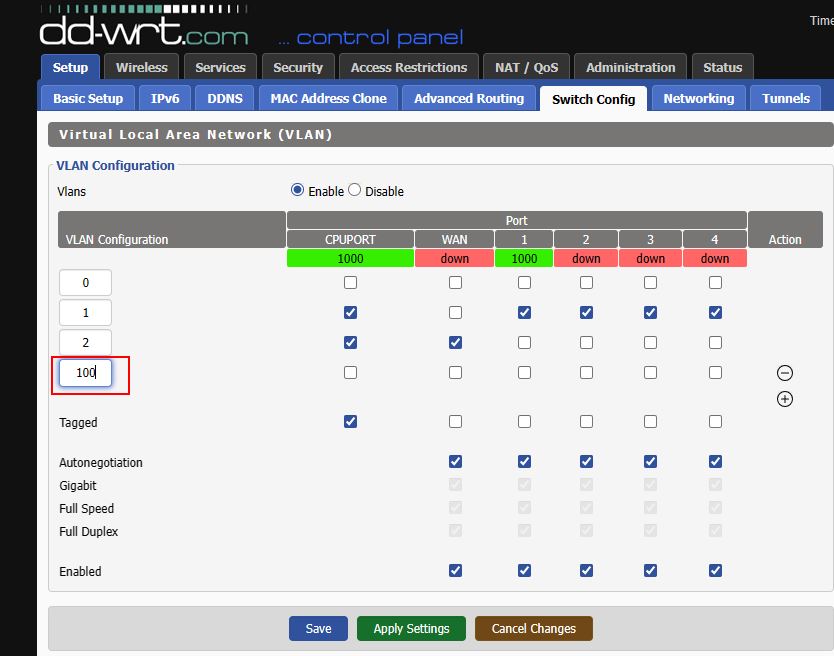 Time
dd-wrt.com ... control panel
Setup Wireless Services Security Access Restrictions NAT / QoS Administration Status
Basic Setup IPv6 DDNS MAC Address Clone Advanced Routing Switch Config Networking Tunnels
Virtual Local Area Network (VLAN)
VLAN Configuration
Vlans Enable Disable
Port
VLAN Configuration CPUPORT WAN 1 2 3 4 Action
1000 down 1000 down down down
0
1
2
100
Tagged
Autonegotiation
Gigabit
Full Speed
Full Duplex
Enabled
Save Apply Settings Cancel Changes